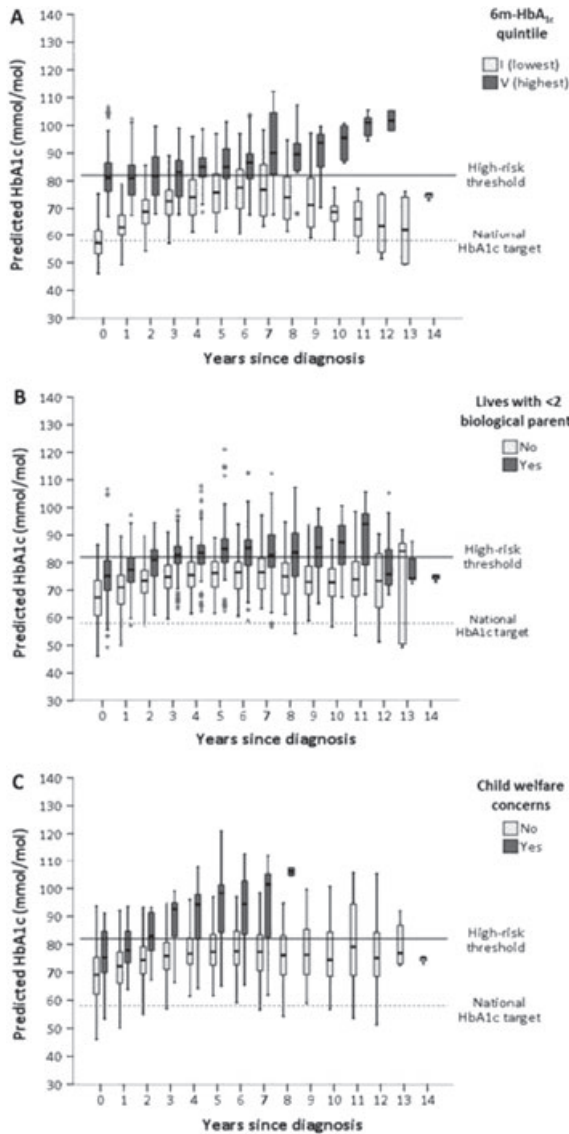 A
6m-HbA1c
quintile
I (lowest)
V (highest)
Predicted HbA1c (mmol/mol)
140
130
120
110
100
90
80
70
60
50
40
30
High-risk
threshold
National
HbA1c target
0 1 2 3 4 5 6 7 8 9 10 11 12 13 14
Years since diagnosis
B
Lives with <2
biological parent
No
Yes
Predicted HbA1c (mmol/mol)
140
130
120
110
100
90
80
70
60
50
40
30
High-risk
threshold
National
HbA1c target
0 1 2 3 4 5 6 7 8 9 10 11 12 13 14
Years since diagnosis
C
Child welfare
concerns
No
Yes
Predicted HbA1c (mmol/mol)
140
130
120
110
100
90
80
70
60
50
40
30
High-risk
threshold
National
HbA1c target
0 1 2 3 4 5 6 7 8 9 10 11 12 13 14
Years since diagnosis